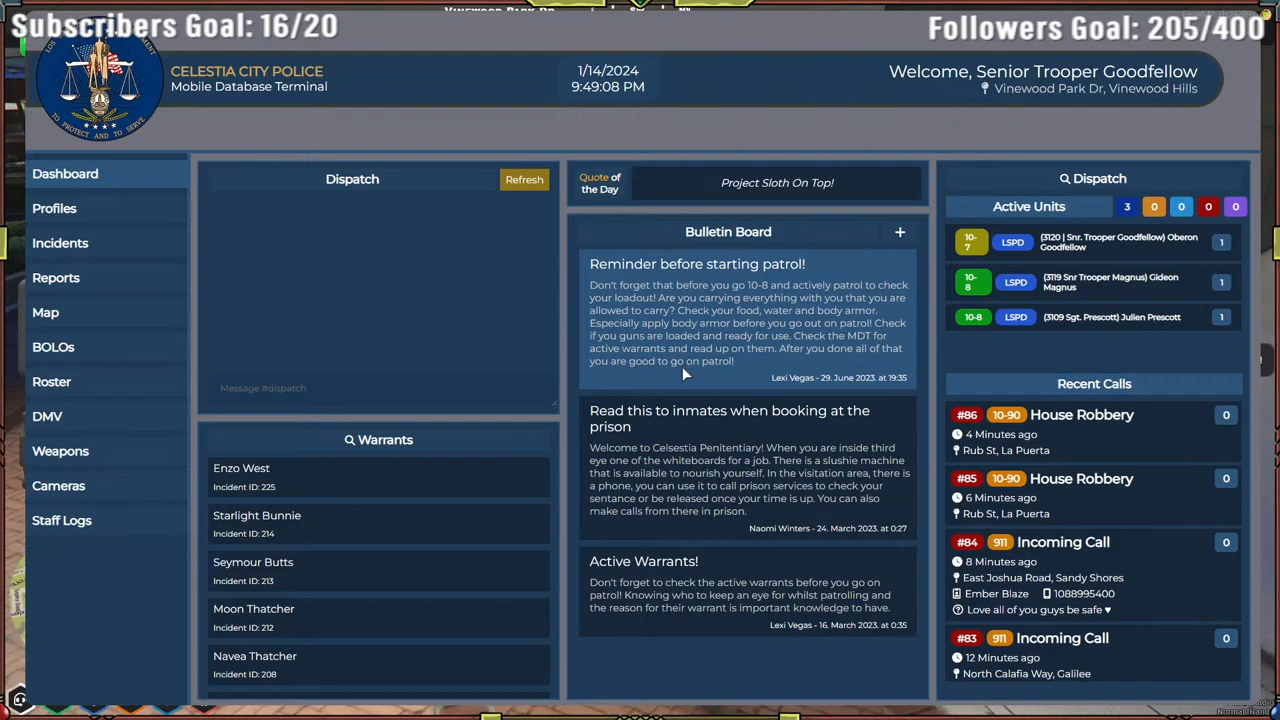 Subscribers Goal: 16/20
Followers Goal: 205/400
CELESTIA CITY POLICE
Mobile Database Terminal
TO PROTECT AND TO SERVE
1/14/2024
9:49:08 PM
Welcome, Senior Trooper Goodfellow
Vinewood Park Dr, Vinewood Hills
Dashboard
Profiles
Incidents
Reports
Map
BOLOs
Roster
DMV
Weapons
Cameras
Staff Logs
Dispatch
Refresh
Message #dispatch
Warrants
Enzo West
Incident ID: 225
Starlight Bunnie
Incident ID: 214
Seymour Butts
Incident ID: 213
Moon Thatcher
Incident ID: 212
Navea Thatcher
Incident ID: 208
Quote of
the Day
Project Sloth On Top!
Bulletin Board
+
Reminder before starting patrol!
Don't forget that before you go 10-8 and actively patrol to check
your loadout! Are you carrying everything with you that you are
allowed to carry? Check your food, water and body armor.
Especially apply body armor before you go out on patrol! Check
if you guns are loaded and ready for use. Check the MDT for
active warrants and read up on them. After you done all of that
you are good to go on patrol!
Lexi Vegas - 29. June 2023. at 19:35
Read this to inmates when booking at the
prison
Welcome to Celsestia Penitentiary! When you are inside third
eye one of the whiteboards for a job. There is a slushie machine
that is available to nourish yourself. In the visitation area, there is
a phone, you can use it to call prison services to check your
sentance or be released once your time is up. You can also
make calls from there in prison.
Naomi Winters - 24. March 2023. at 0:27
Active Warrants!
Don't forget to check the active warrants before you go on
patrol! Knowing who to keep an eye for whilst patrolling and
the reason for their warrant is important knowledge to have.
Lexi Vegas - 16. March 2023. at 0:35
Dispatch
Active Units
3
0
0
0
0
10-
7
LSPD
(3120 | Snr. Trooper Goodfellow) Oberon
Goodfellow
1
10-
8
LSPD
(3119 Snr Trooper Magnus) Gideon
Magnus
1
10-8
LSPD
(3109 Sgt. Prescott) Julien Prescott
1
Recent Calls
#86 10-90 House Robbery 0
4 Minutes ago
Rub St, La Puerta
#85 10-90 House Robbery 0
6 Minutes ago
Rub St, La Puerta
#84 911 Incoming Call 0
8 Minutes ago
East Joshua Road, Sandy Shores
Ember Blaze 1088995400
Love all of you guys be safe ♥
#83 911 Incoming Call 0
12 Minutes ago
North Calafia Way, Galilee